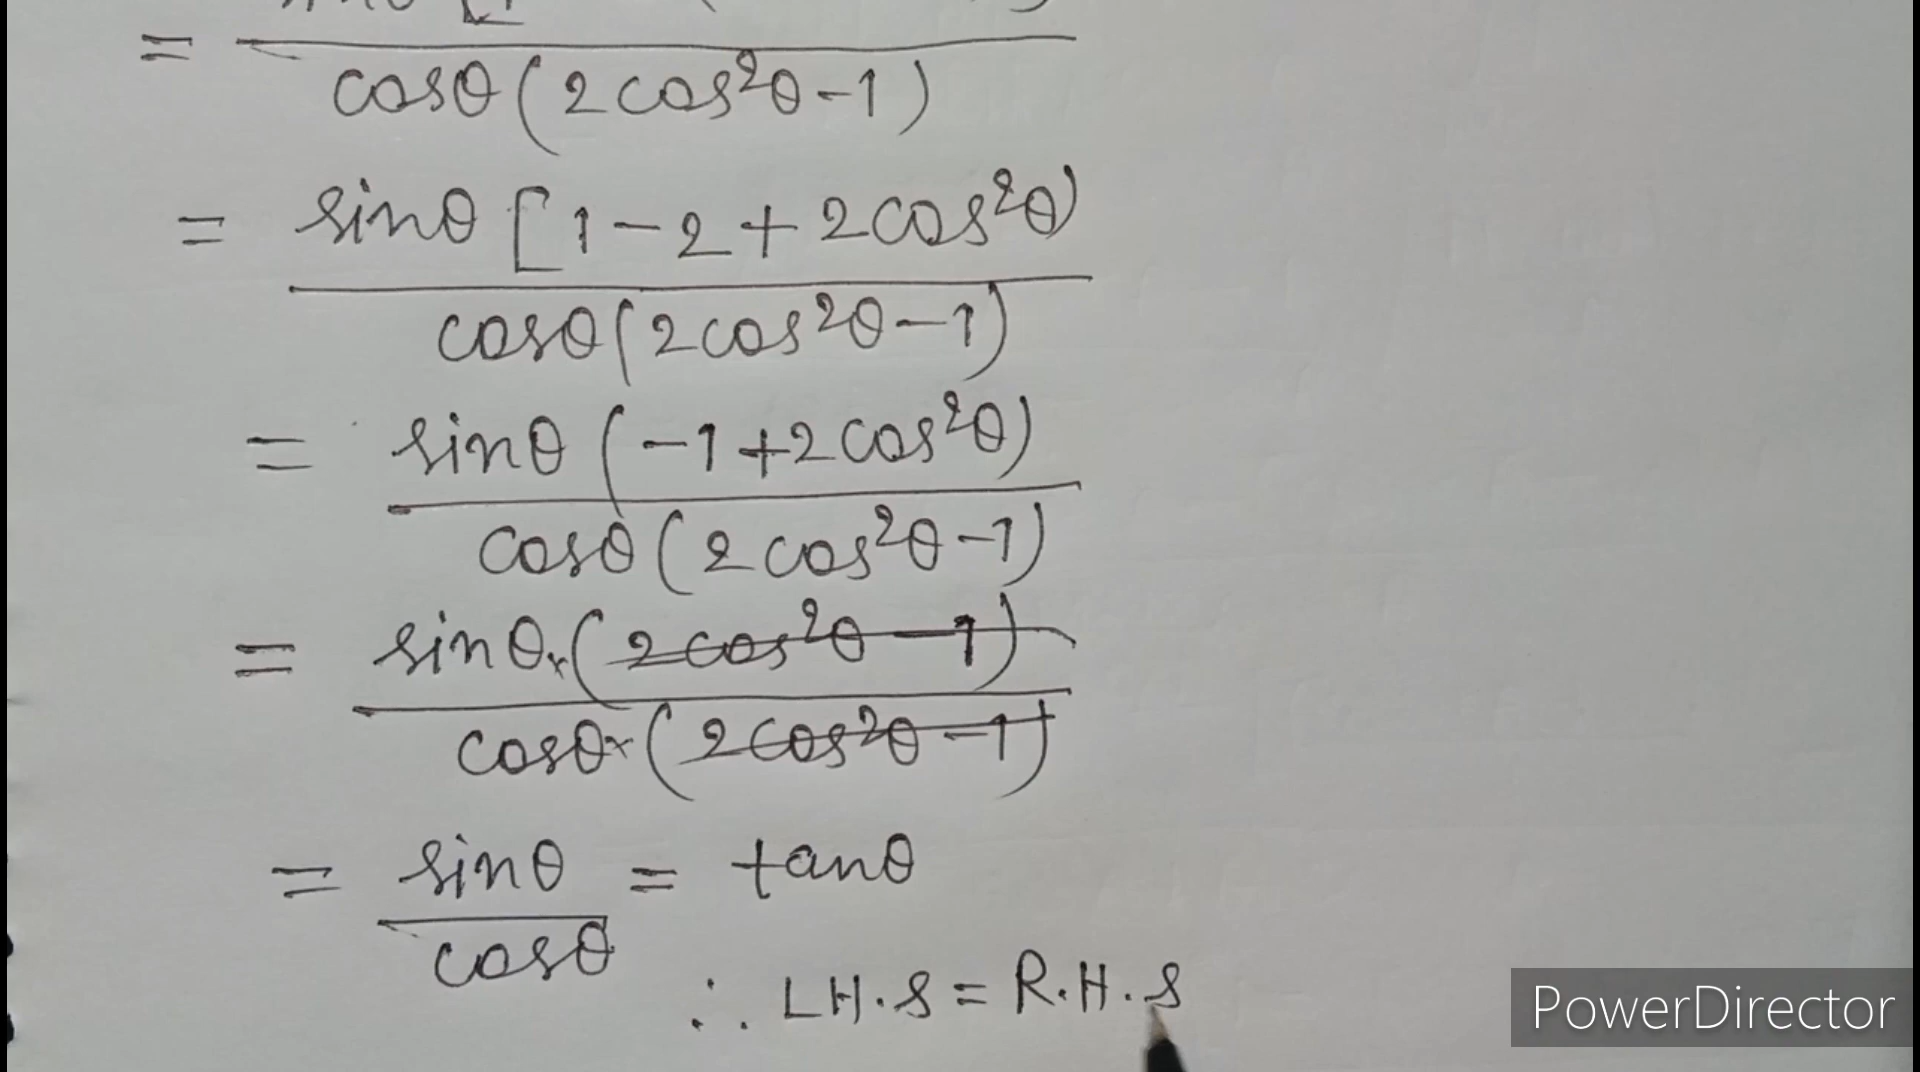 =
cosθ(2cos²θ-1)
= sinθ[1-2+2cos²θ)
cosθ(2cos²θ-1)
= sinθ(-1+2cos²θ)
cosθ(2cos²θ-1)
= sinθ×(2cos²θ-1)
cosθ×(2cos²θ-1)
= sinθ = tanθ
cosθ
∴ LH.S = R.H.S
PowerDirector